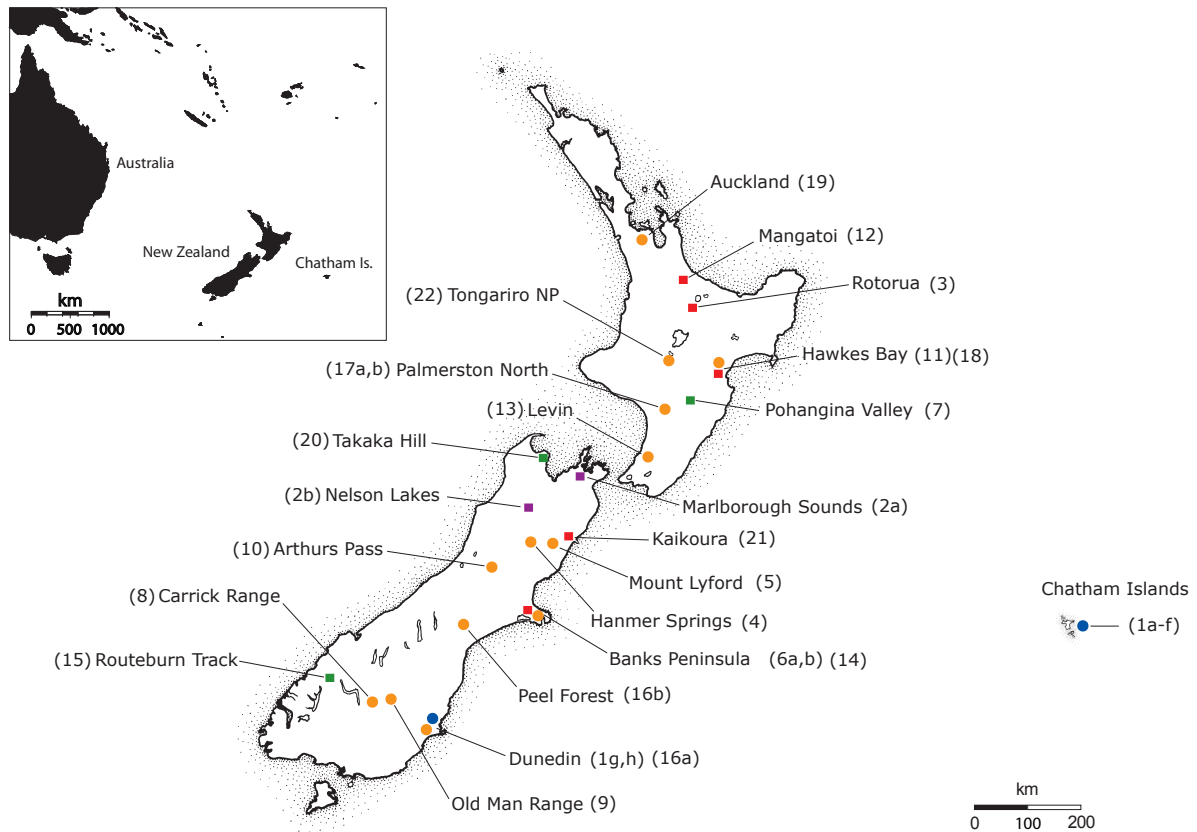 Australia
New Zealand
Chatham Is.
km
0 500 1000
Auckland (19)
Mangatoi (12)
Rotorua (3)
(22) Tongariro NP
Hawkes Bay (11)(18)
(17a,b) Palmerston North
Pohangina Valley (7)
(13) Levin
(20) Takaka Hill
(2b) Nelson Lakes
Marlborough Sounds (2a)
Kaikoura (21)
(10) Arthurs Pass
Mount Lyford (5)
(8) Carrick Range
Hanmer Springs (4)
Chatham Islands
(1a-f)
(15) Routeburn Track
Banks Peninsula (6a,b) (14)
Peel Forest (16b)
Dunedin (1g,h) (16a)
Old Man Range (9)
km
0 100 200